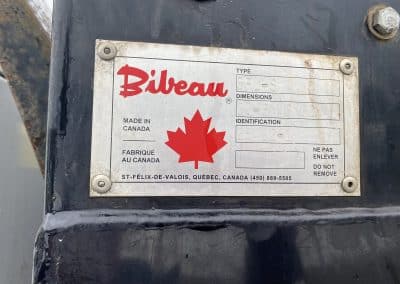 Bibeau®
TYPE
DIMENSIONS
MADE IN
CANADA
IDENTIFICATION
FABRIQUÉ
AU CANADA
NE PAS
ENLEVER
DO NOT
REMOVE
ST-FÉLIX-DE-VALOIS, QUÉBEC, CANADA (450) 889-5505